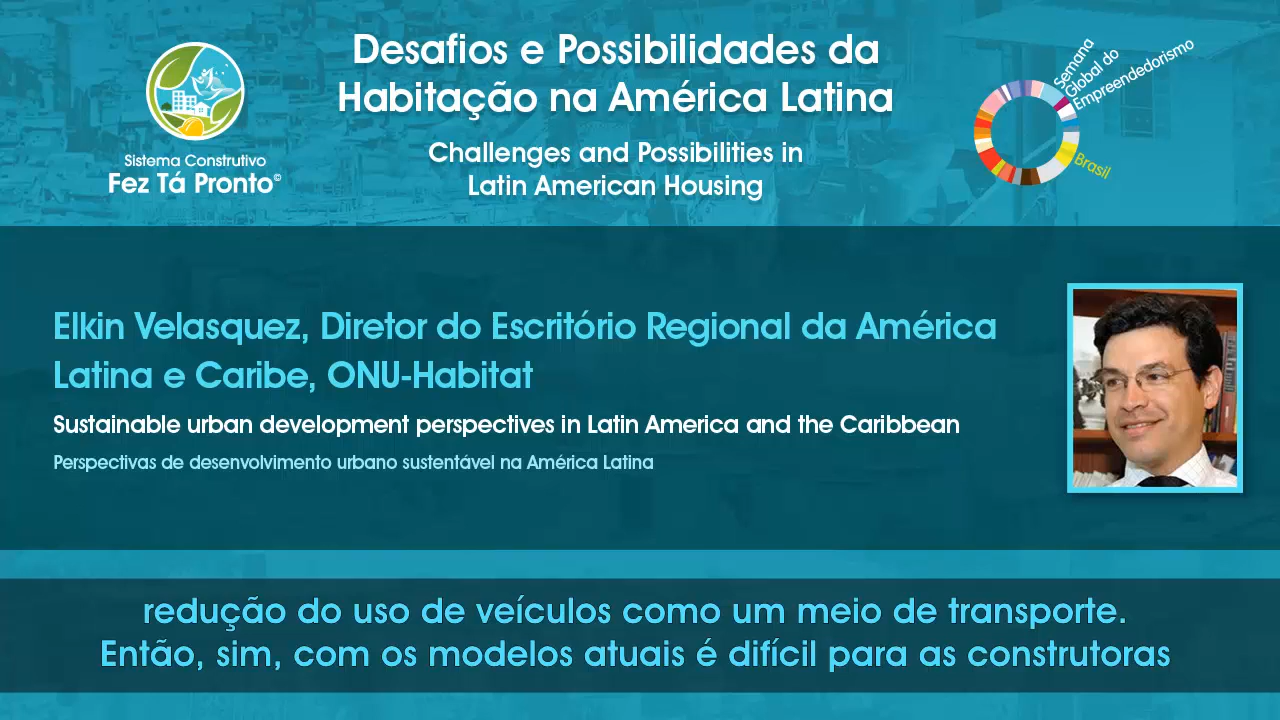 Desafios e Possibilidades da
Habitação na América Latina
Challenges and Possibilities in
Latin American Housing
Sistema Construtivo
Fez Tá Pronto©
Semana
Global do
Empreendedorismo
Brasil
Elkin Velasquez, Diretor do Escritório Regional da América
Latina e Caribe, ONU-Habitat
Sustainable urban development perspectives in Latin America and the Caribbean
Perspectivas de desenvolvimento urbano sustentável na América Latina
redução do uso de veículos como um meio de transporte.
Então, sim, com os modelos atuais é difícil para as construtoras